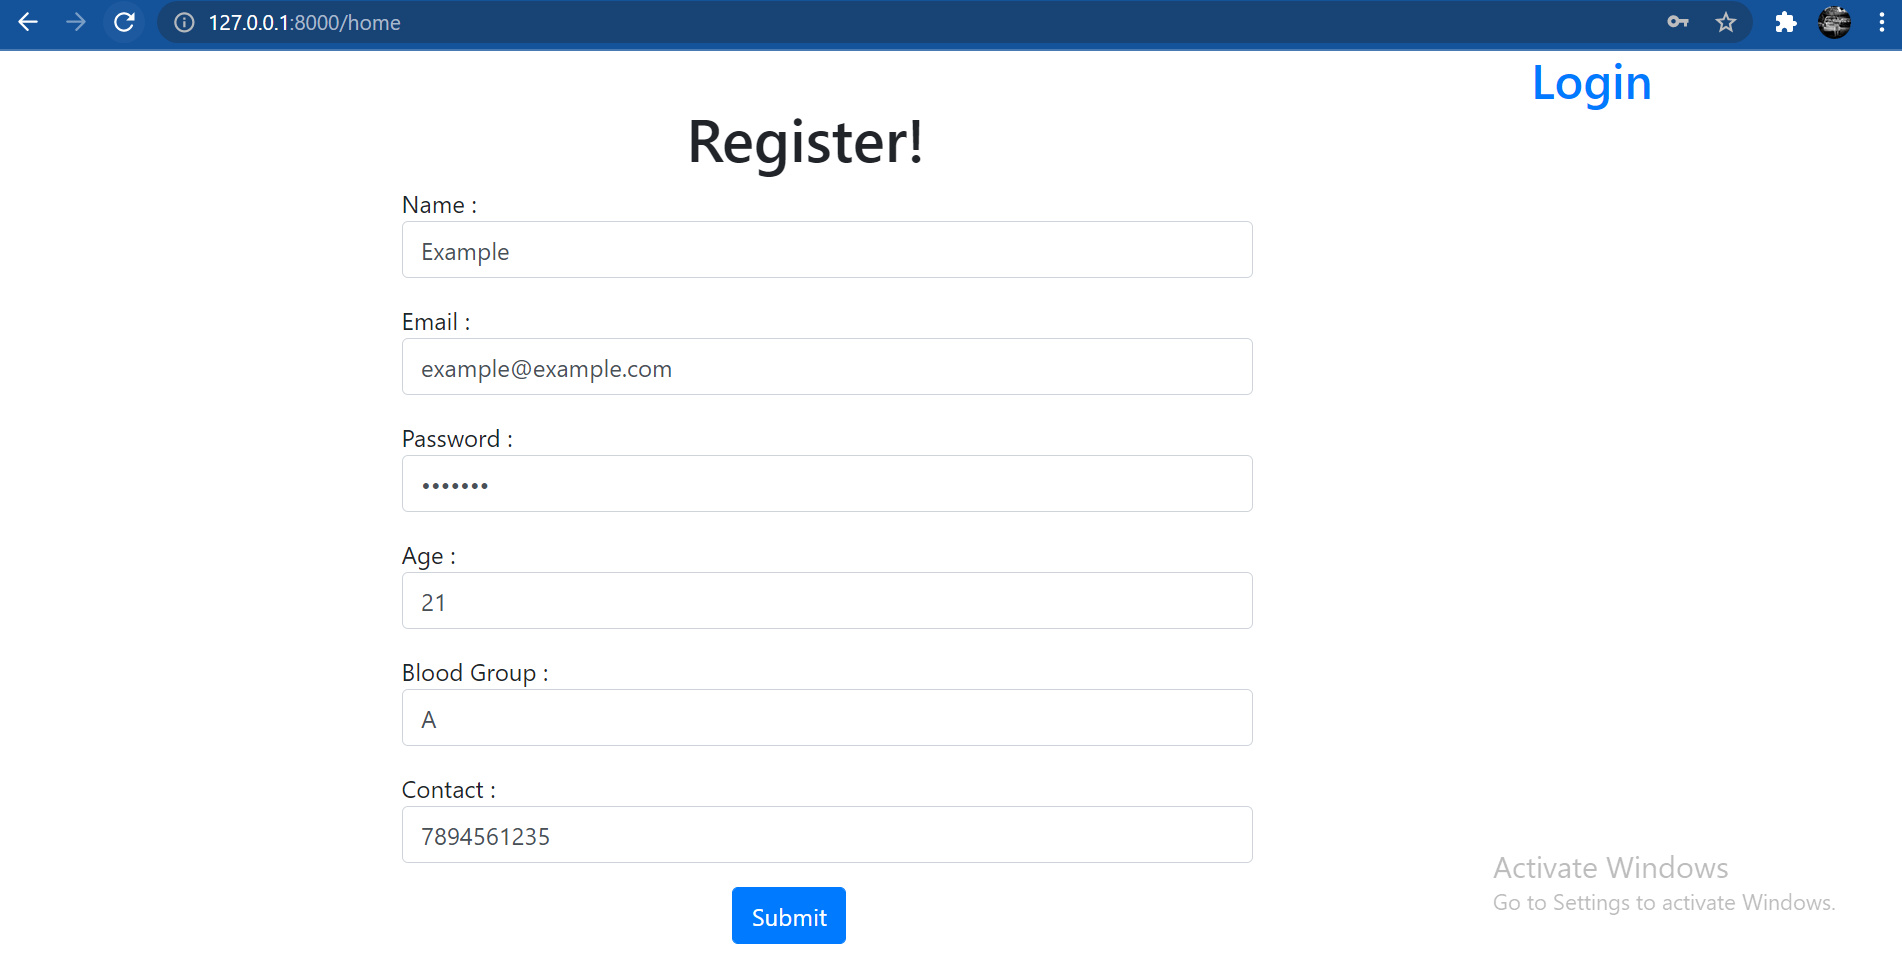 127.0.0.1:8000/home
Login
Register!
Name :
Example
Email :
example@example.com
Password :
•••••••
Age :
21
Blood Group :
A
Contact :
7894561235
Submit
Activate Windows
Go to Settings to activate Windows.